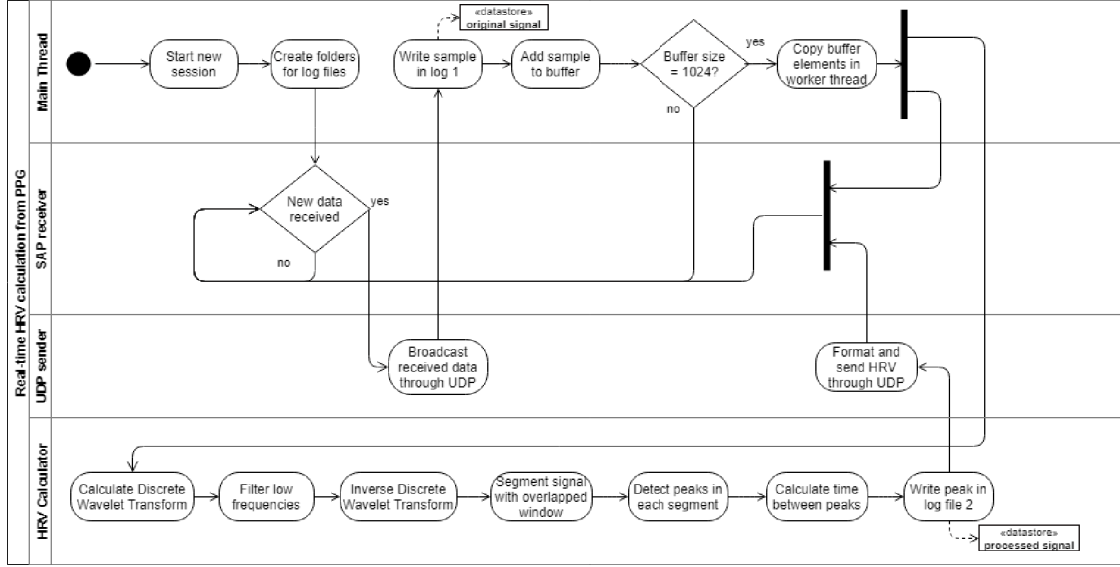 Real-time HRV calculation from PPG
Main Thread
Start new
session
Create folders
for log files
«datastore»
original signal
Write sample
in log 1
Add sample
to buffer
Buffer size
= 1024?
yes
no
Copy buffer
elements in
worker thread
SAP receiver
New data
received
yes
no
UDP sender
Broadcast
received data
through UDP
Format and
send HRV
through UDP
HRV Calculator
Calculate Discrete
Wavelet Transform
Filter low
frequencies
Inverse Discrete
Wavelet Transform
Segment signal
with overlapped
window
Detect peaks in
each segment
Calculate time
between peaks
Write peak in
log file 2
«datastore»
processed signal